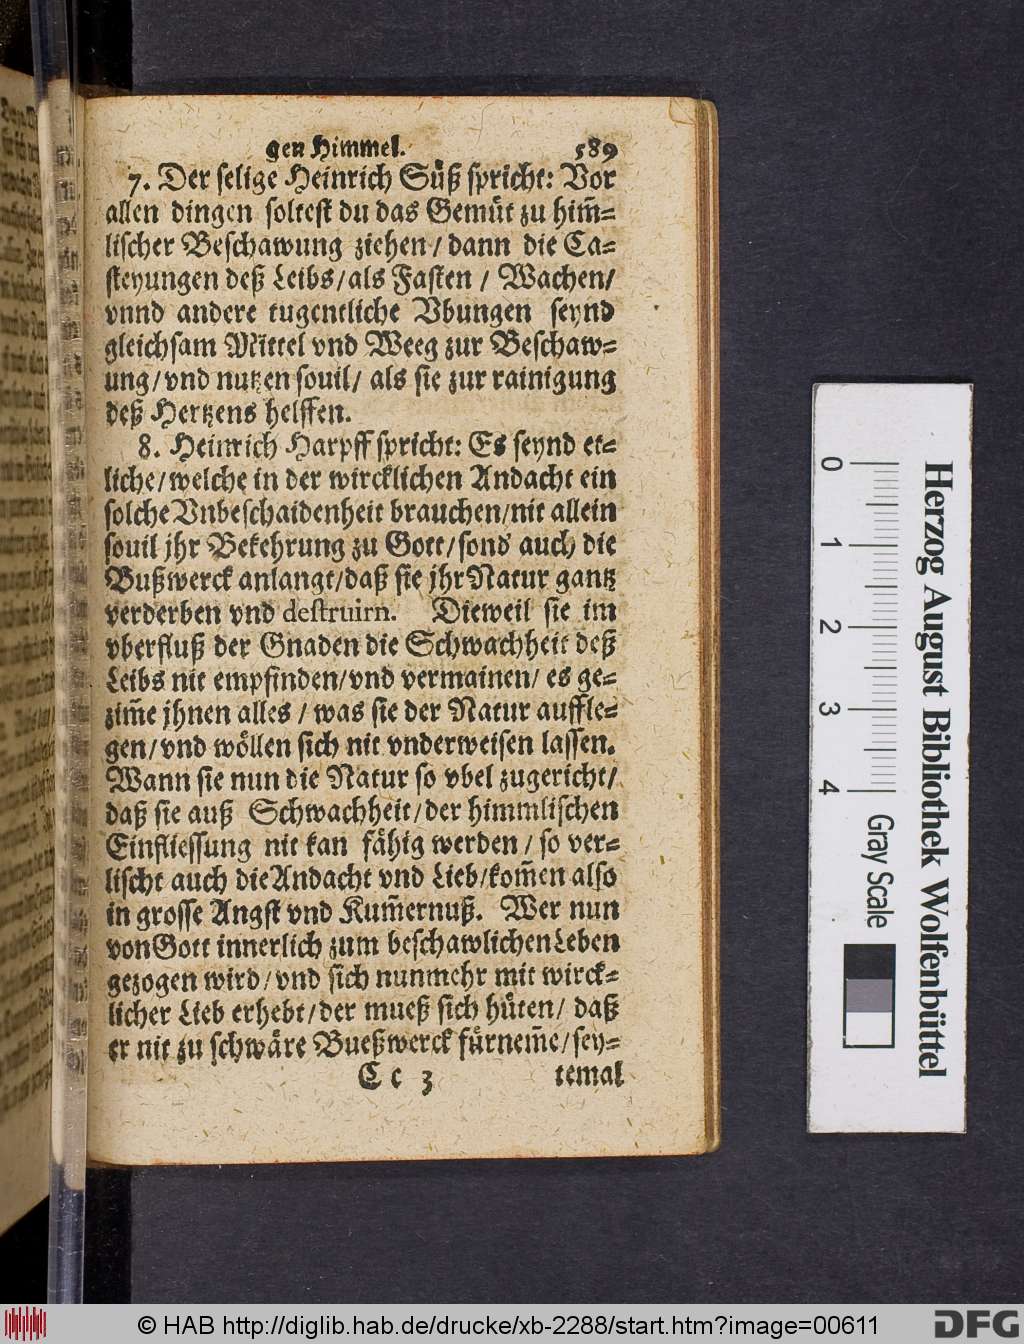 gen Himmel. 589
7. Der selige Heinrich Süß spricht: Vor
allen dingen soltest du das Gemüt zu him̃=
lischer Beschawung ziehen / dann die Ca=
steyungen deß Leibs / als Fasten / Wachen /
vnnd andere tugentliche Vbungen seynd
gleichsam Mittel vnd Weeg zur Beschaw=
ung / vnd nutzen souil / als sie zur rainigung
deß Hertzens helffen.
8. Heinrich Harpff spricht: Es seynd et=
liche / welche in der wircklichen Andacht ein
solche Vnbeschaidenheit brauchen / nit allein
souil jhr Bekehrung zu Gott / sond' auch die
Bußwerck anlangt / daß sie jhr Natur gantz
verderben vnd destruirn. Dieweil sie im
vberfluß der Gnaden die Schwachheit deß
Leibs nit empfinden / vnd vermainen / es ge=
zim̃e jhnen alles / was sie der Natur auffle=
gen / vnd wöllen sich nit vnderweisen lassen.
Wann sie nun die Natur so vbel zugericht /
daß sie auß Schwachheit / der himmlischen
Einfliessung nit kan fähig werden / so ver=
lischt auch die Andacht vnd Lieb / kom̃en also
in grosse Angst vnd Kum̃ernuß. Wer nun
von Gott innerlich zum beschawlichen Leben
gezogen wird / vnd sich nunmehr mit wirck=
licher Lieb erhebt / der mueß sich hüten / daß
er nit zu schwäre Bueßwerck fürnem̃e / sey=
C c 3 temal
0 1 2 3 4
Gray Scale
Herzog August Bibliothek Wolfenbüttel
© HAB http://diglib.hab.de/drucke/xb-2288/start.htm?image=00611
DFG